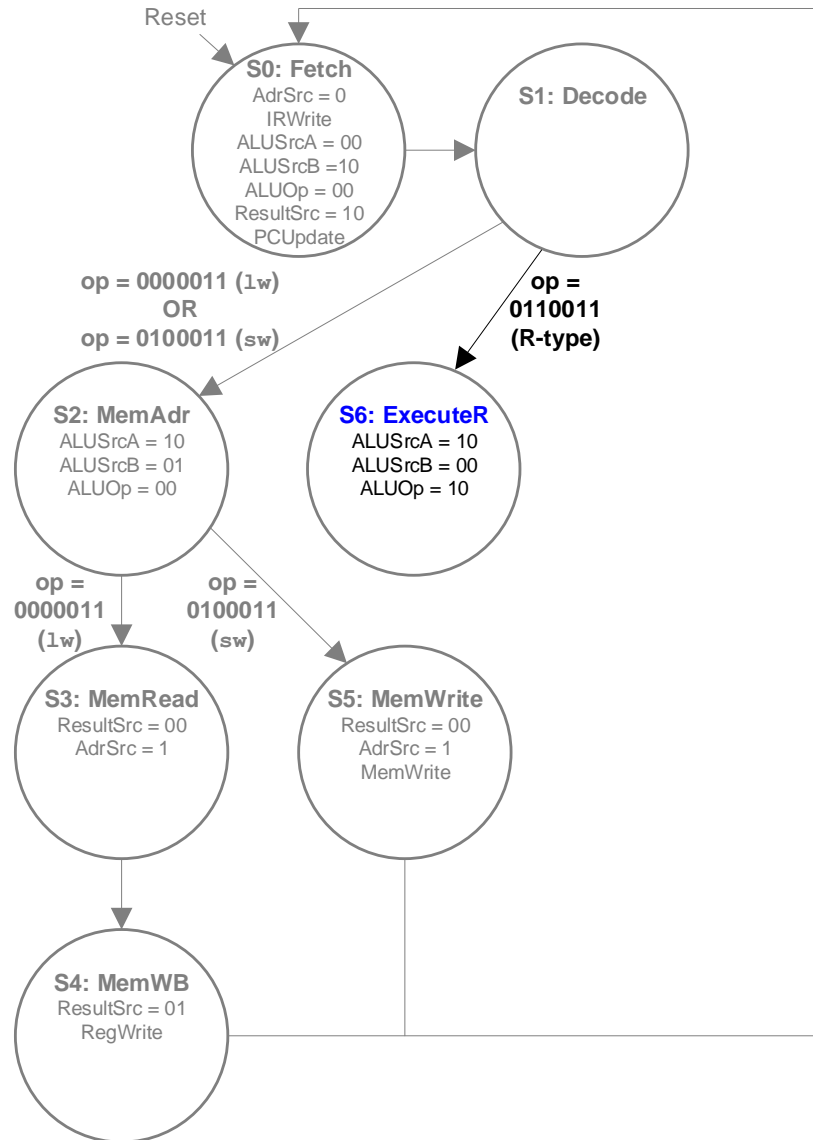 Reset
S0: Fetch
AdrSrc = 0
IRWrite
ALUSrcA = 00
ALUSrcB =10
ALUOp = 00
ResultSrc = 10
PCUpdate
S1: Decode
op = 0000011 (lw)
OR
op = 0100011 (sw)
op =
0110011
(R-type)
S2: MemAdr
ALUSrcA = 10
ALUSrcB = 01
ALUOp = 00
S6: ExecuteR
ALUSrcA = 10
ALUSrcB = 00
ALUOp = 10
op =
0000011
(lw)
op =
0100011
(sw)
S3: MemRead
ResultSrc = 00
AdrSrc = 1
S5: MemWrite
ResultSrc = 00
AdrSrc = 1
MemWrite
S4: MemWB
ResultSrc = 01
RegWrite